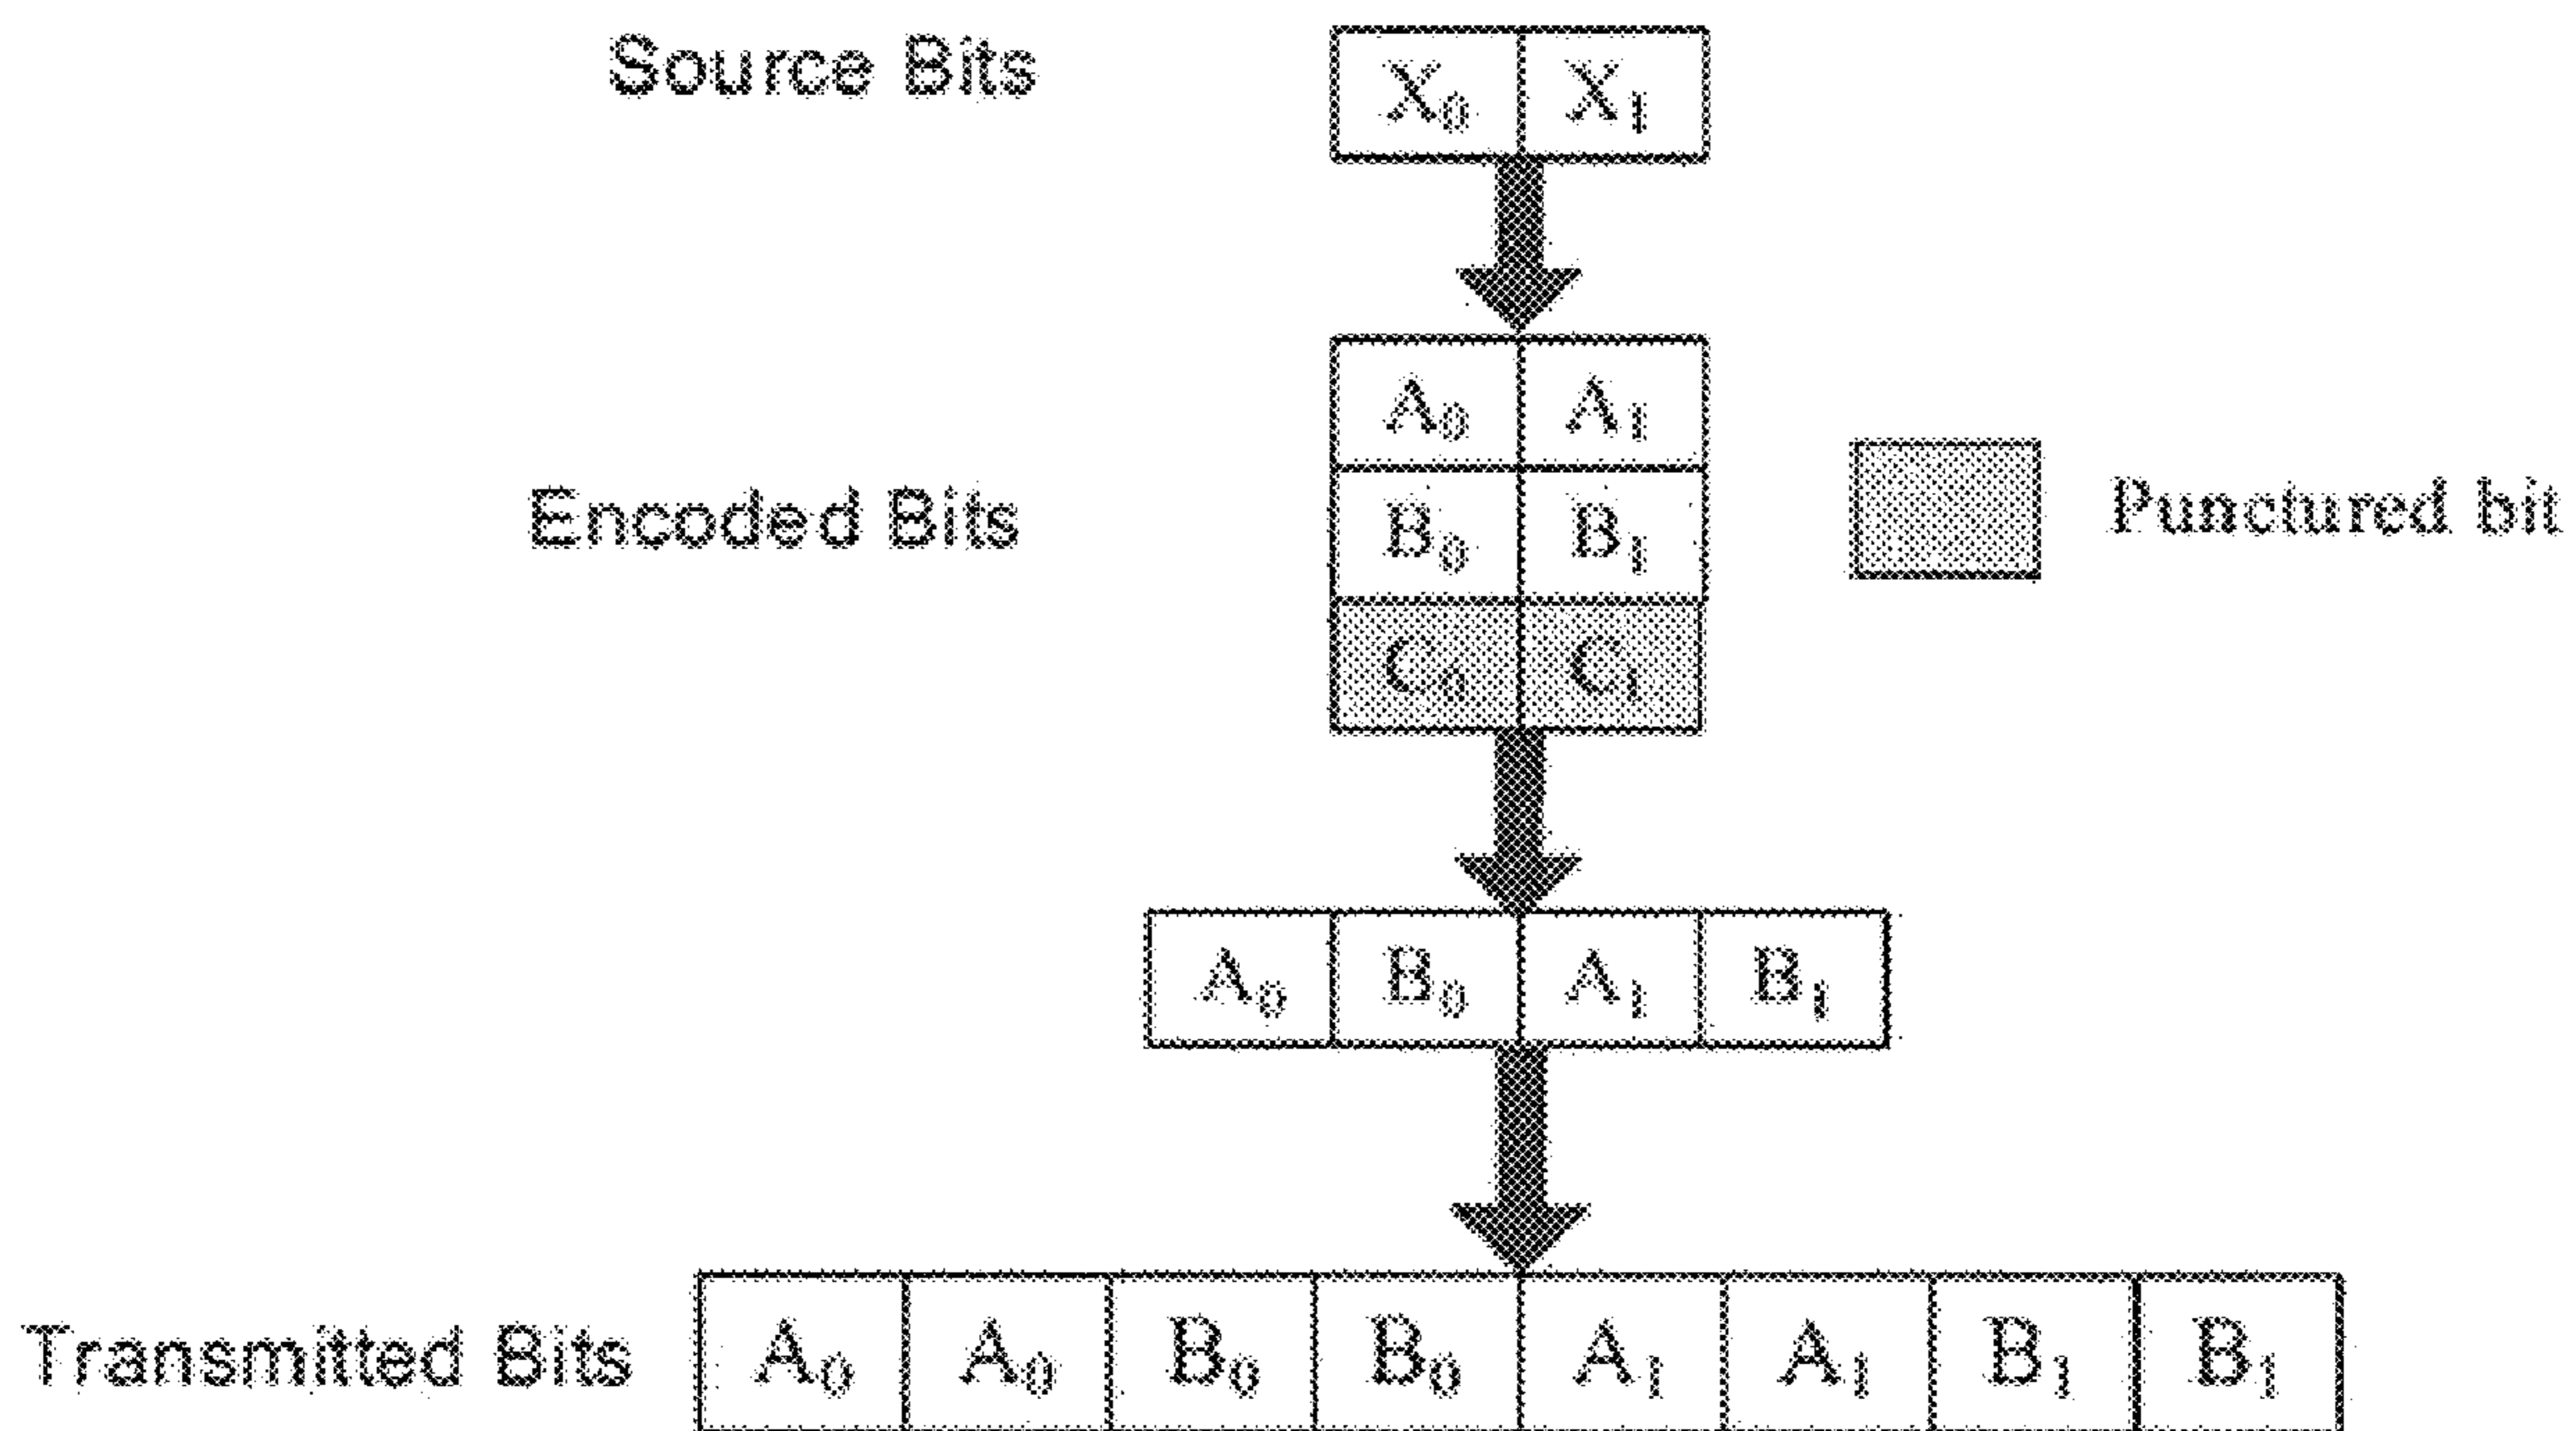 Source Bits X₀ X₁
A₀ A₁
Encoded Bits B₀ B₁ Punctured bit
C₀ C₁
A₀ B₀ A₁ B₁
Transmitted Bits A₀ A₀ B₀ B₀ A₁ A₁ B₁ B₁